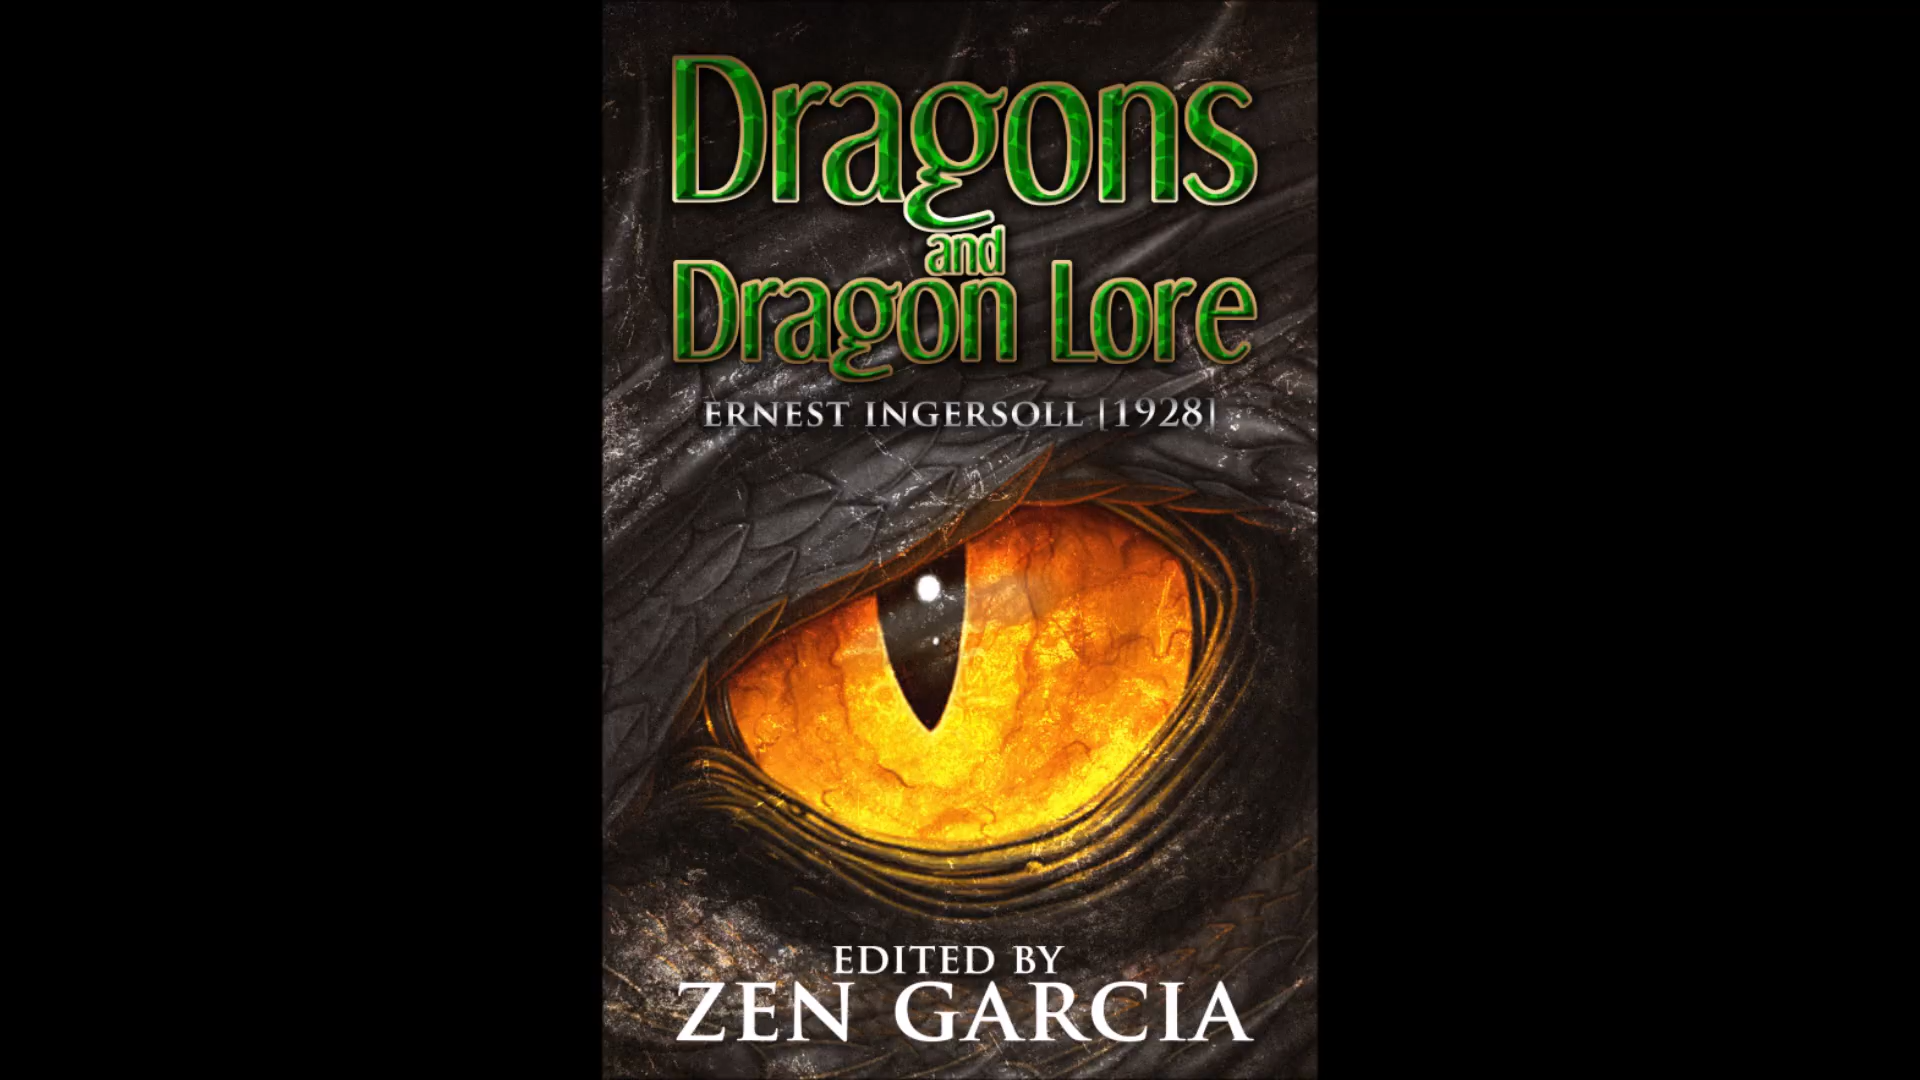 Dragons
and
Dragon Lore
ERNEST INGERSOLL [1928]
EDITED BY
ZEN GARCIA